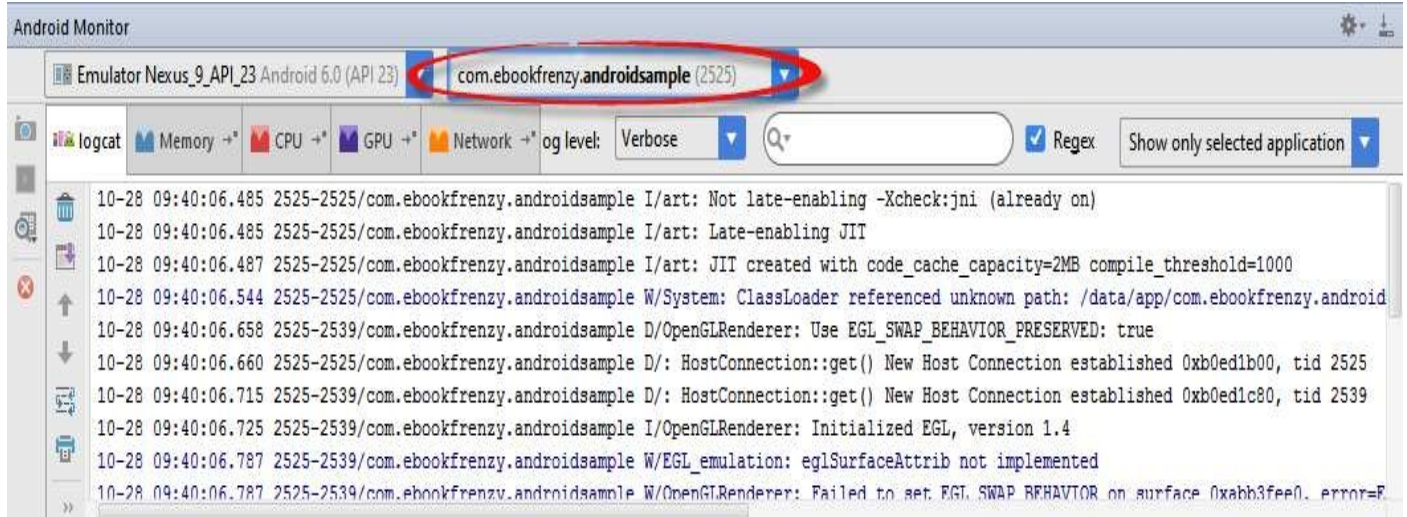 Android Monitor
Emulator Nexus_9_API_23 Android 6.0 (API 23) com.ebookfrenzy.androidsample (2525)
logcat Memory CPU GPU Network og level: Verbose Regex Show only selected application
10-28 09:40:06.485 2525-2525/com.ebookfrenzy.androidsample I/art: Not late-enabling -Xcheck:jni (already on)
10-28 09:40:06.485 2525-2525/com.ebookfrenzy.androidsample I/art: Late-enabling JIT
10-28 09:40:06.487 2525-2525/com.ebookfrenzy.androidsample I/art: JIT created with code_cache_capacity=2MB compile_threshold=1000
10-28 09:40:06.544 2525-2525/com.ebookfrenzy.androidsample W/System: ClassLoader referenced unknown path: /data/app/com.ebookfrenzy.android
10-28 09:40:06.658 2525-2539/com.ebookfrenzy.androidsample D/OpenGLRenderer: Use EGL_SWAP_BEHAVIOR_PRESERVED: true
10-28 09:40:06.660 2525-2525/com.ebookfrenzy.androidsample D/: HostConnection::get() New Host Connection established 0xb0ed1b00, tid 2525
10-28 09:40:06.715 2525-2539/com.ebookfrenzy.androidsample D/: HostConnection::get() New Host Connection established 0xb0ed1c80, tid 2539
10-28 09:40:06.725 2525-2539/com.ebookfrenzy.androidsample I/OpenGLRenderer: Initialized EGL, version 1.4
10-28 09:40:06.787 2525-2539/com.ebookfrenzy.androidsample W/EGL_emulation: eglSurfaceAttrib not implemented
10-28 09:40:06.787 2525-2539/com.ebookfrenzy.androidsample W/OpenGLRenderer: Failed to set EGL_SWAP_BEHAVIOR on surface 0xabb3fee0, error=E